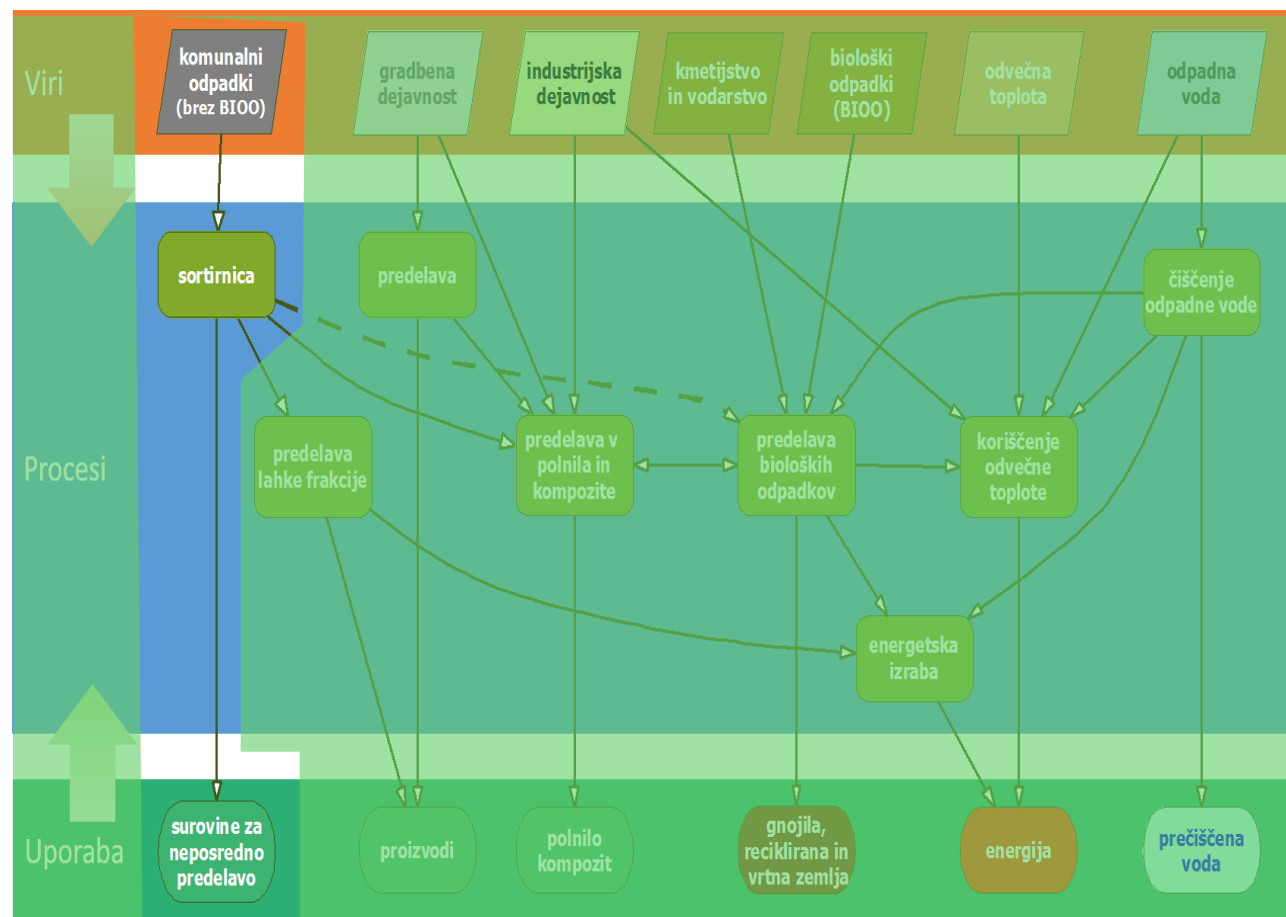 Viri
komunalni
odpadki
(brez BIOO)
gradbena
dejavnost
industrijska
dejavnost
kmetijstvo
in vodarstvo
biološki
odpadki
(BIOO)
odvečna
toplota
odpadna
voda
Procesi
sortirnica
predelava
čiščenje
odpadne vode
predelava
lahke frakcije
predelava v
polnila in
kompozite
predelava
bioloških
odpadkov
koriščenje
odvečne
toplote
energetska
izraba
Uporaba
surovine za
neposredno
predelavo
proizvodi
polnilo
kompozit
gnojila,
reciklirana in
vrtna zemlja
energija
prečiščena
voda